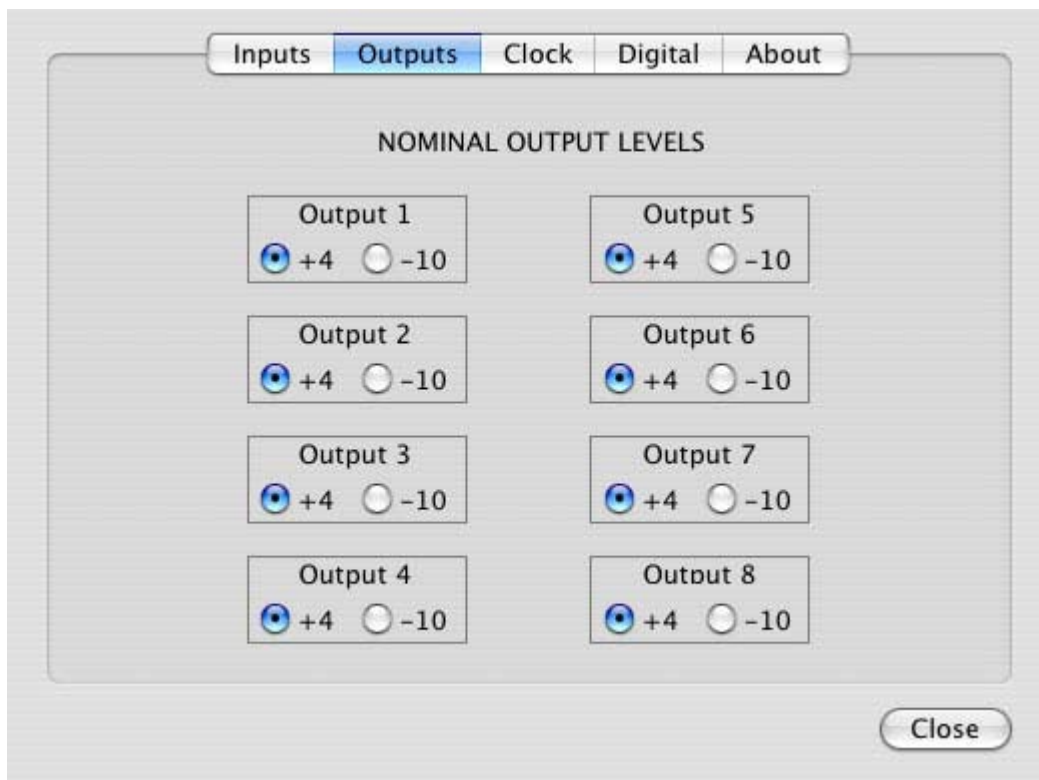 Inputs Outputs Clock Digital About
NOMINAL OUTPUT LEVELS
Output 1
+4 -10
Output 2
+4 -10
Output 3
+4 -10
Output 4
+4 -10
Output 5
+4 -10
Output 6
+4 -10
Output 7
+4 -10
Output 8
+4 -10
Close